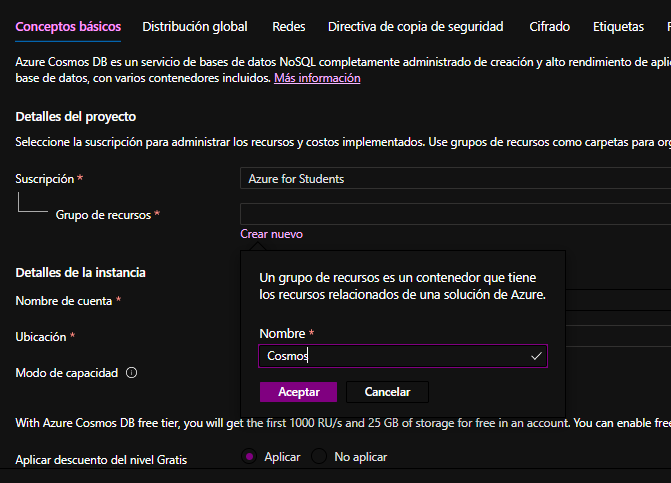 Conceptos básicos Distribución global Redes Directiva de copia de seguridad Cifrado Etiquetas
Azure Cosmos DB es un servicio de bases de datos NoSQL completamente administrado de creación y alto rendimiento de
base de datos, con varios contenedores incluidos. Más información
Detalles del proyecto
Seleccione la suscripción para administrar los recursos y costos implementados. Use grupos de recursos como carpetas para
Suscripción *
Azure for Students
Grupo de recursos *
Crear nuevo
Un grupo de recursos es un contenedor que tiene
los recursos relacionados de una solución de Azure.
Nombre *
Cosmos
Aceptar Cancelar
Detalles de la instancia
Nombre de cuenta *
Ubicación *
Modo de capacidad
With Azure Cosmos DB free tier, you will get the first 1000 RU/s and 25 GB of storage for free in an account. You can enable
Aplicar descuento del nivel Gratis
Aplicar No aplicar